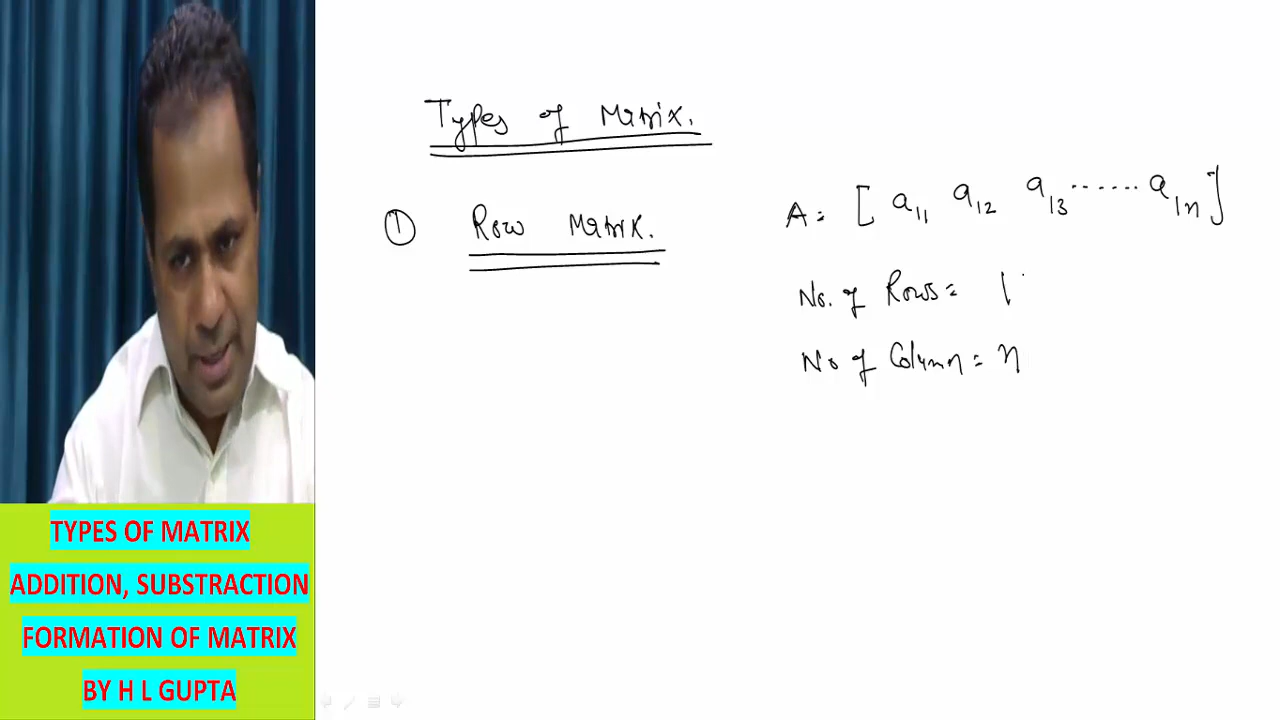 Types of Matrix.
① Row Matrix.
A = [ a11 a12 a13 ...... a1n ]
No. of Rows = 1
No of Column = n
TYPES OF MATRIX
ADDITION, SUBSTRACTION
FORMATION OF MATRIX
BY H L GUPTA